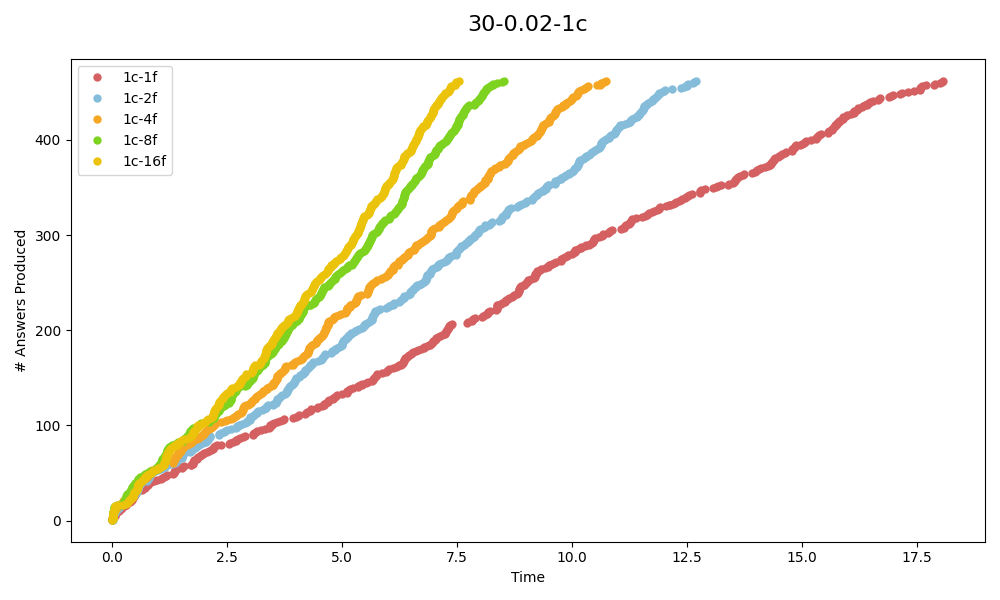 30-0.02-1c
1c-1f
1c-2f
1c-4f
1c-8f
1c-16f
# Answers Produced
400
300
200
100
0
0.0 2.5 5.0 7.5 10.0 12.5 15.0 17.5
Time